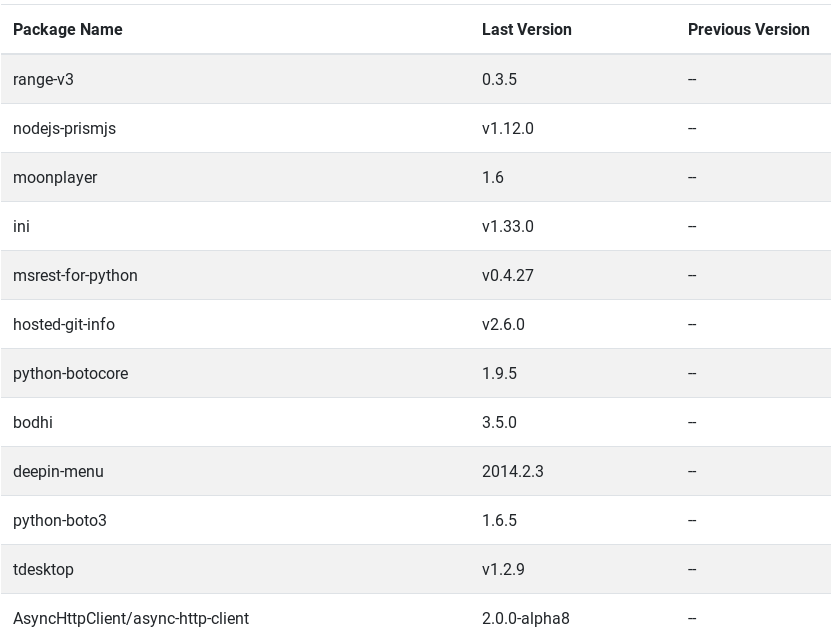 Package Name Last Version Previous Version
range-v3 0.3.5 --
nodejs-prismjs v1.12.0 --
moonplayer 1.6 --
ini v1.33.0 --
msrest-for-python v0.4.27 --
hosted-git-info v2.6.0 --
python-botocore 1.9.5 --
bodhi 3.5.0 --
deepin-menu 2014.2.3 --
python-boto3 1.6.5 --
tdesktop v1.2.9 --
AsyncHttpClient/async-http-client 2.0.0-alpha8 --